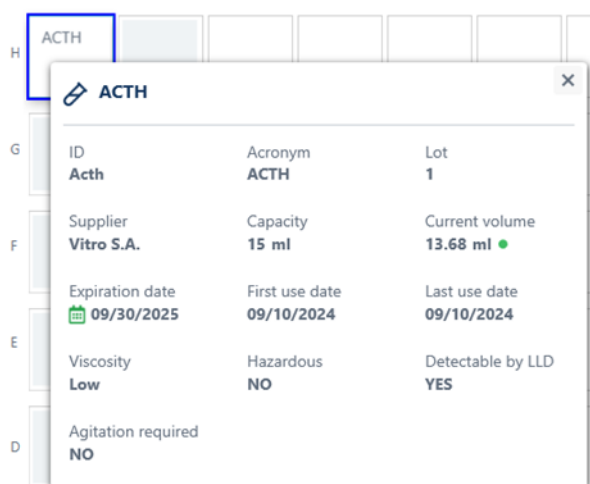 ACTH
H
ACTH
G
ID Acronym Lot
Acth ACTH 1
Supplier Capacity Current volume
F
Vitro S.A. 15 ml 13.68 ml
Expiration date First use date Last use date
09/30/2025 09/10/2024 09/10/2024
E
Viscosity Hazardous Detectable by LLD
Low NO YES
Agitation required
D
NO